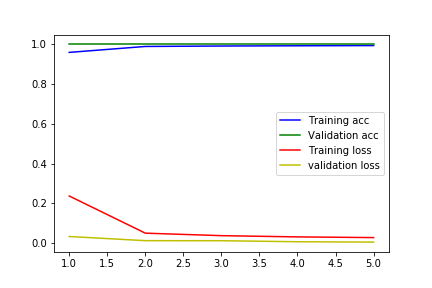 1.0
0.8
0.6
0.4
0.2
0.0
Training acc
Validation acc
Training loss
validation loss
1.0 1.5 2.0 2.5 3.0 3.5 4.0 4.5 5.0